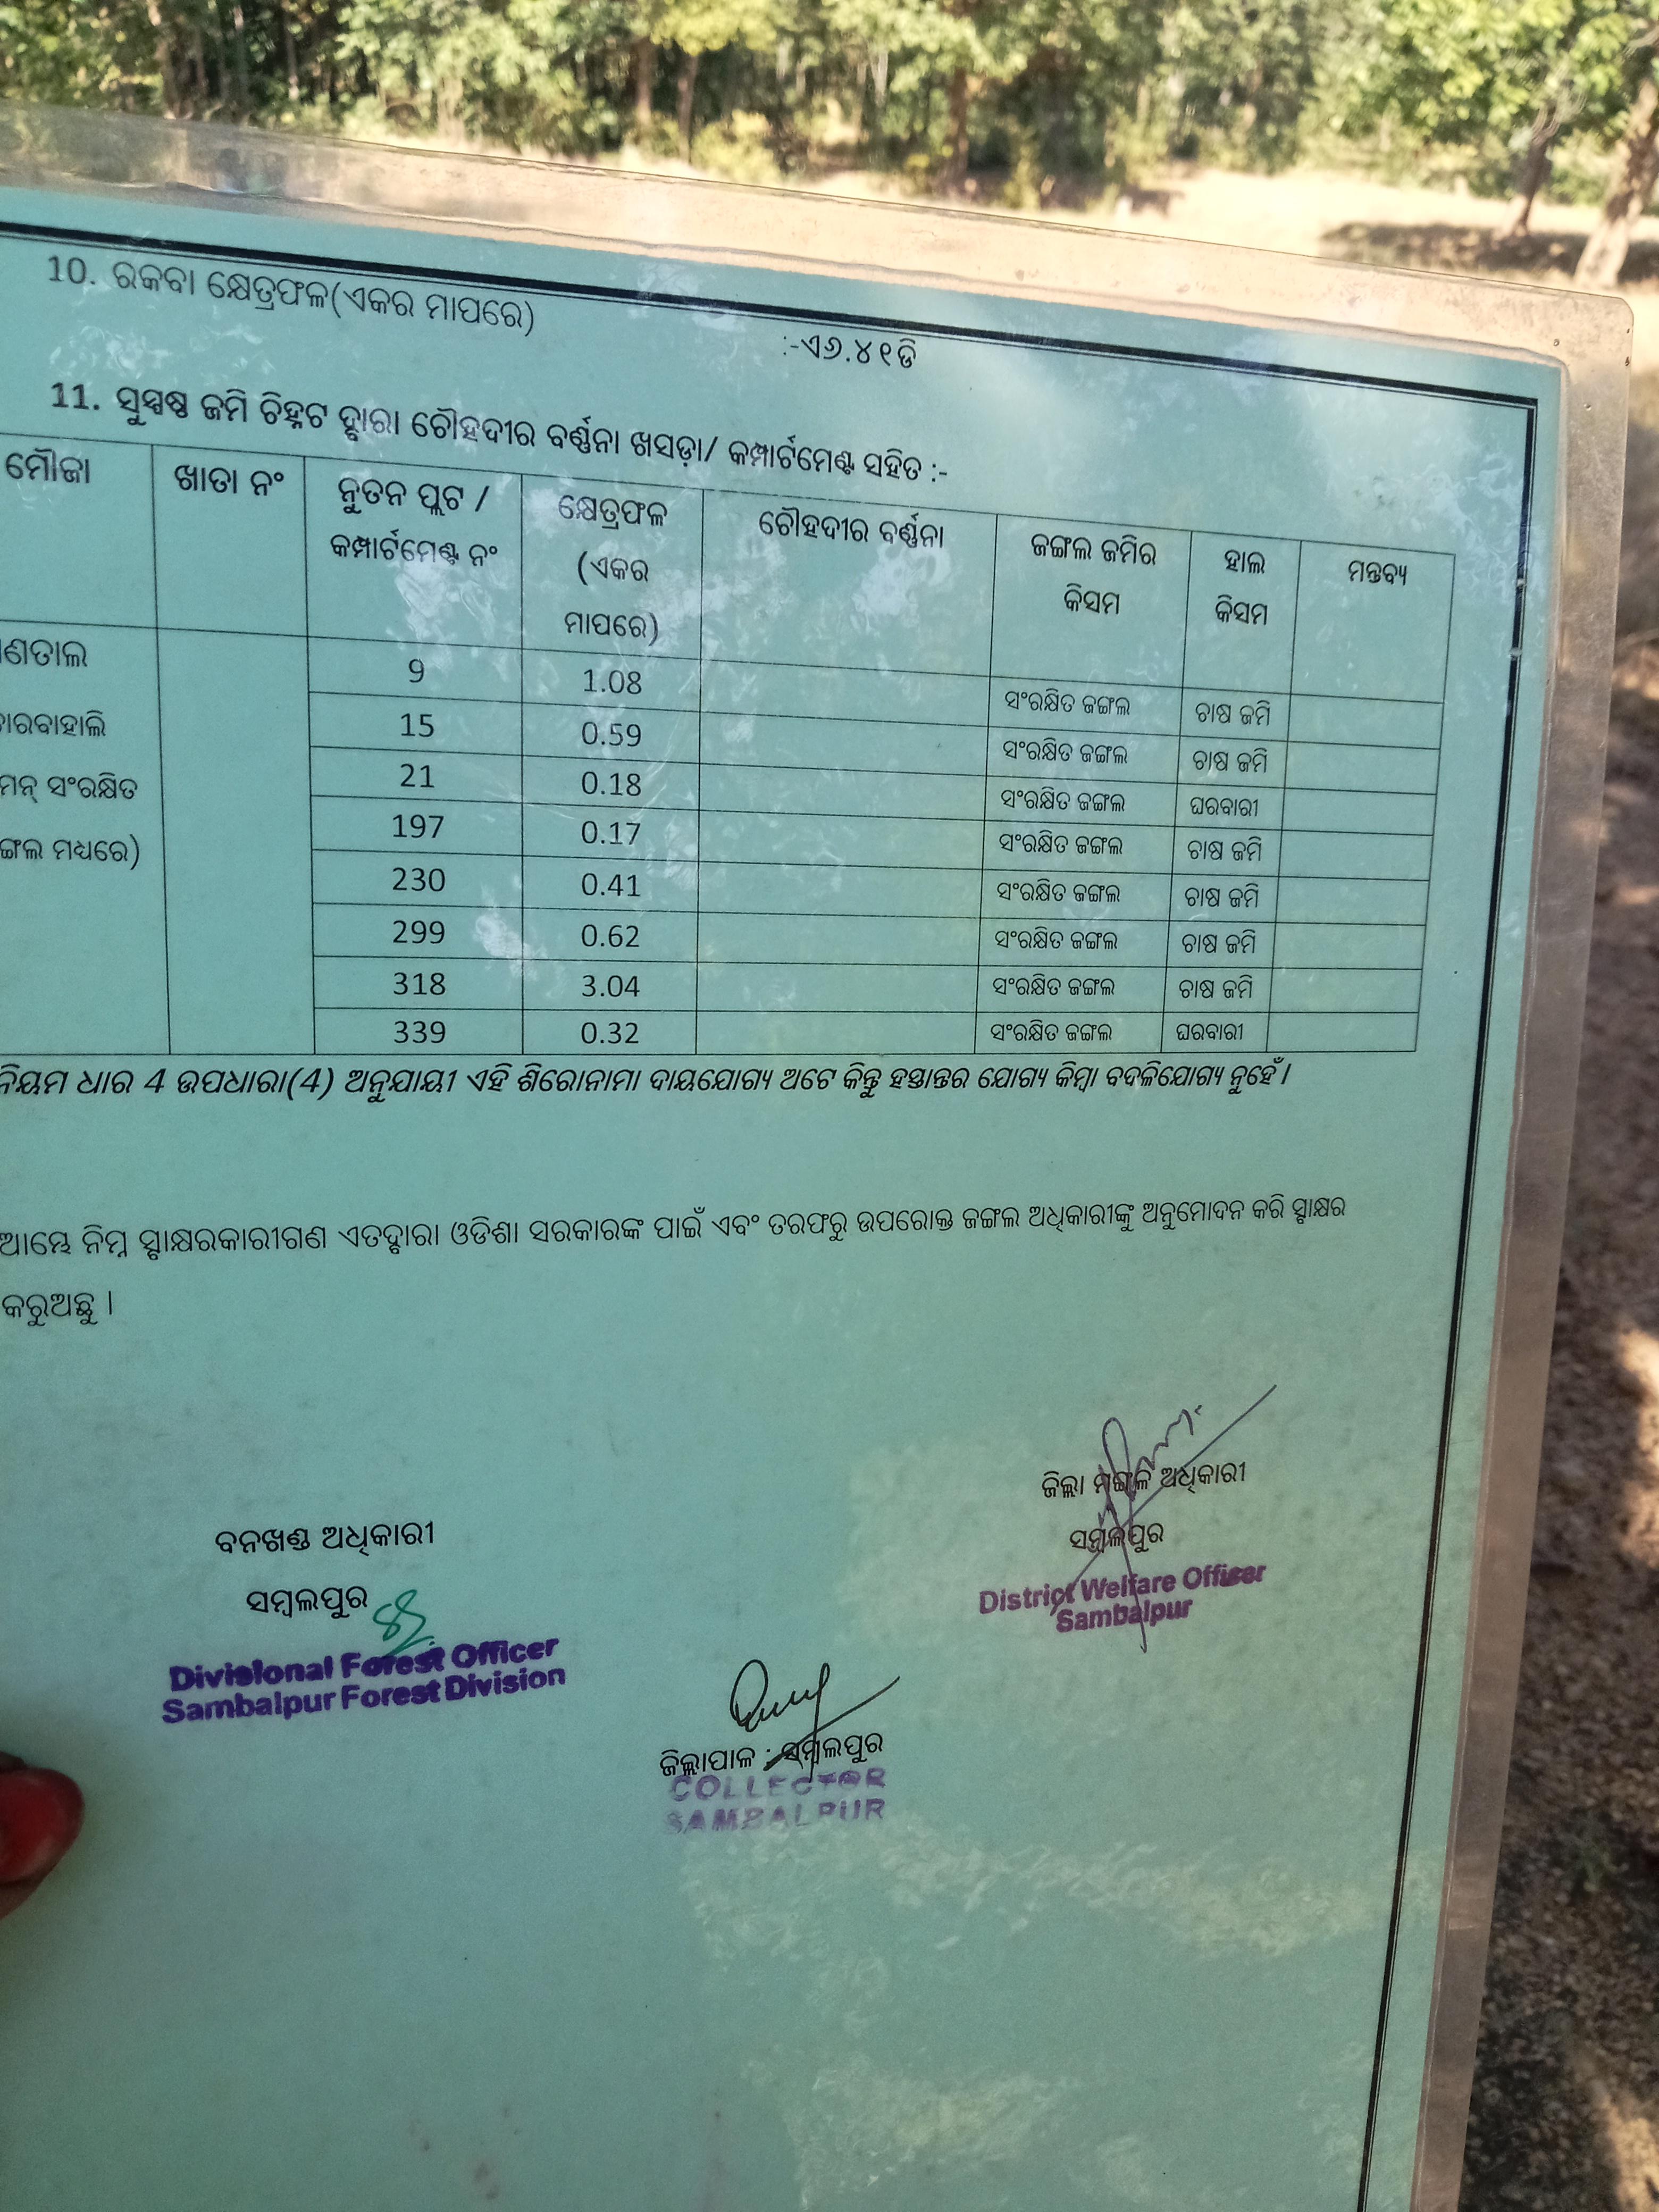 10. ରକବା କ୍ଷେତ୍ରଫଳ(ଏକର ମାପରେ) :-ଏ୬.୪୧ଡି
11. ସୁସ୍ପଷ୍ଠ ଜମି ଚିହ୍ନଟ ଦ୍ବାରା ଚୌହଦୀର ବର୍ଣ୍ଣନା ଖସଡ଼ା/ କମ୍ପାର୍ଟମେଣ୍ଟ ସହିତ :-
ମୌଜା ଖାତା ନଂ ନୁତନ ପ୍ଲଟ / କମ୍ପାର୍ଟମେଣ୍ଟ ନଂ କ୍ଷେତ୍ରଫଳ (ଏକର ମାପରେ) ଚୌହଦୀର ବର୍ଣ୍ଣନା ଜଙ୍ଗଲ ଜମିର କିସମ ହାଲ କିସମ ମନ୍ତବ୍ୟ
9 1.08 ସଂରକ୍ଷିତ ଜଙ୍ଗଲ ଚାଷ ଜମି
15 0.59 ସଂରକ୍ଷିତ ଜଙ୍ଗଲ ଚାଷ ଜମି
ସଂରକ୍ଷିତ 21 0.18 ସଂରକ୍ଷିତ ଜଙ୍ଗଲ ଘରବାରୀ
ମଧ୍ୟରେ) 197 0.17 ସଂରକ୍ଷିତ ଜଙ୍ଗଲ ଚାଷ ଜମି
230 0.41 ସଂରକ୍ଷିତ ଜଙ୍ଗଲ ଚାଷ ଜମି
299 0.62 ସଂରକ୍ଷିତ ଜଙ୍ଗଲ ଚାଷ ଜମି
318 3.04 ସଂରକ୍ଷିତ ଜଙ୍ଗଲ ଚାଷ ଜମି
339 0.32 ସଂରକ୍ଷିତ ଜଙ୍ଗଲ ଘରବାରୀ
ନିୟମ ଧାର 4 ଉପଧାରା(4) ଅନୁଯାୟୀ ଏହି ଶିରୋନାମା ଦାୟଯୋଗ୍ୟ ଅଟେ କିନ୍ତୁ ହସ୍ତାନ୍ତର ଯୋଗ୍ୟ କିମ୍ବା ବଦଳିଯୋଗ୍ୟ ନୁହେଁ ।
ଆମ୍ଭେ ନିମ୍ନ ସ୍ବାକ୍ଷରକାରୀଗଣ ଏତଦ୍ବାରା ଓଡିଶା ସରକାରଙ୍କ ପାଇଁ ଏବଂ ତରଫରୁ ଉପରୋକ୍ତ ଜଙ୍ଗଲ ଅଧିକାରୀଙ୍କୁ ଅନୁମୋଦନ କରି ସ୍ବାକ୍ଷର
କରୁଅଛୁ ।
ଜିଲ୍ଲା ମଙ୍ଗଳ ଅଧିକାରୀ
ସମ୍ବଲପୁର
District Welfare Officer
Sambalpur
ବନଖଣ୍ଡ ଅଧିକାରୀ
ସମ୍ବଲପୁର
Divisional Forest Officer
Sambalpur Forest Division
ଜିଲ୍ଲାପାଳ : ସମ୍ବଲପୁର
COLLECTOR
SAMBALPUR